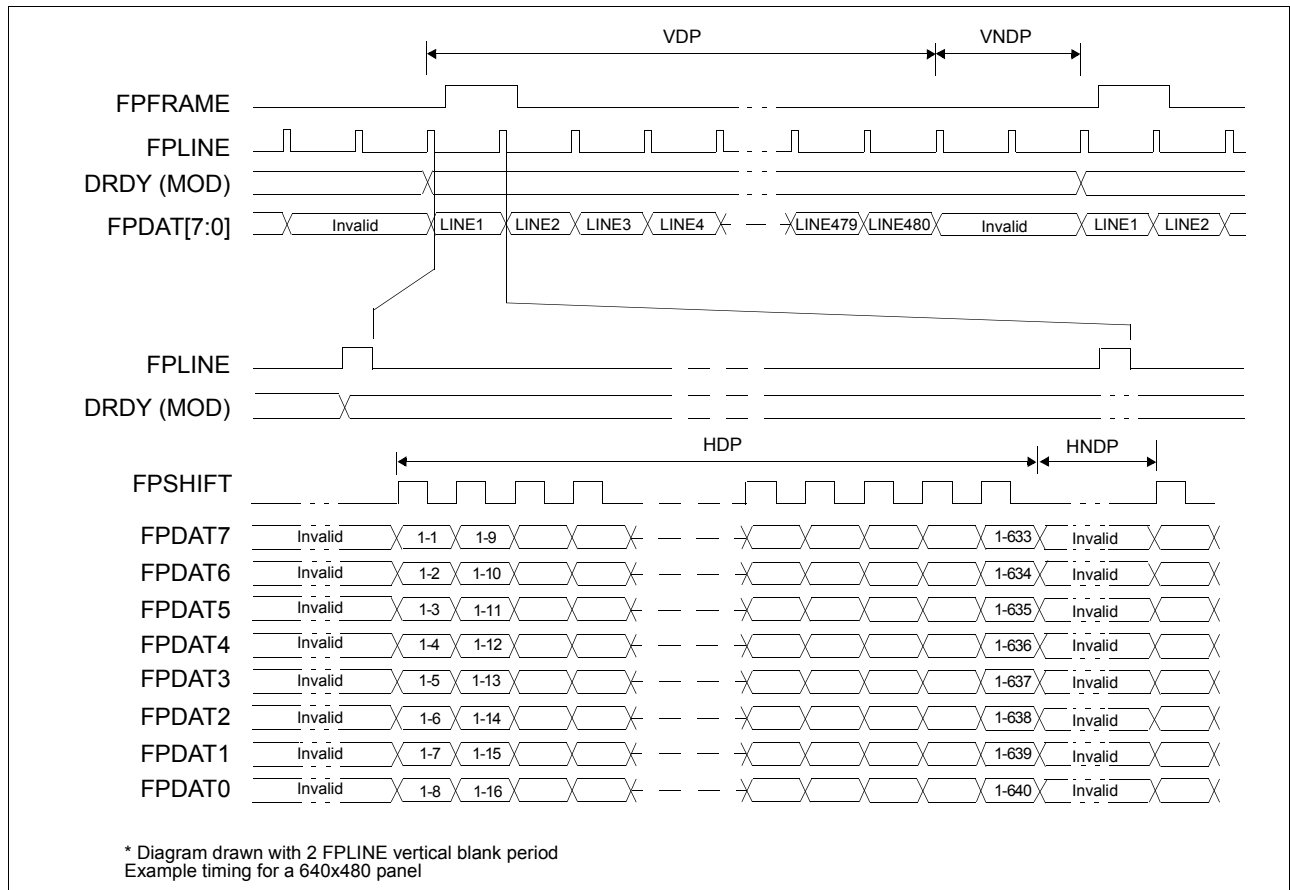 VDP VNDP
FPFRAME
FPLINE
DRDY (MOD)
FPDAT[7:0] Invalid LINE1 LINE2 LINE3 LINE4 LINE479 LINE480 Invalid LINE1 LINE2
FPLINE
DRDY (MOD)
HDP HNDP
FPSHIFT
FPDAT7 Invalid 1-1 1-9 1-633 Invalid
FPDAT6 Invalid 1-2 1-10 1-634 Invalid
FPDAT5 Invalid 1-3 1-11 1-635 Invalid
FPDAT4 Invalid 1-4 1-12 1-636 Invalid
FPDAT3 Invalid 1-5 1-13 1-637 Invalid
FPDAT2 Invalid 1-6 1-14 1-638 Invalid
FPDAT1 Invalid 1-7 1-15 1-639 Invalid
FPDAT0 Invalid 1-8 1-16 1-640 Invalid
* Diagram drawn with 2 FPLINE vertical blank period
Example timing for a 640x480 panel